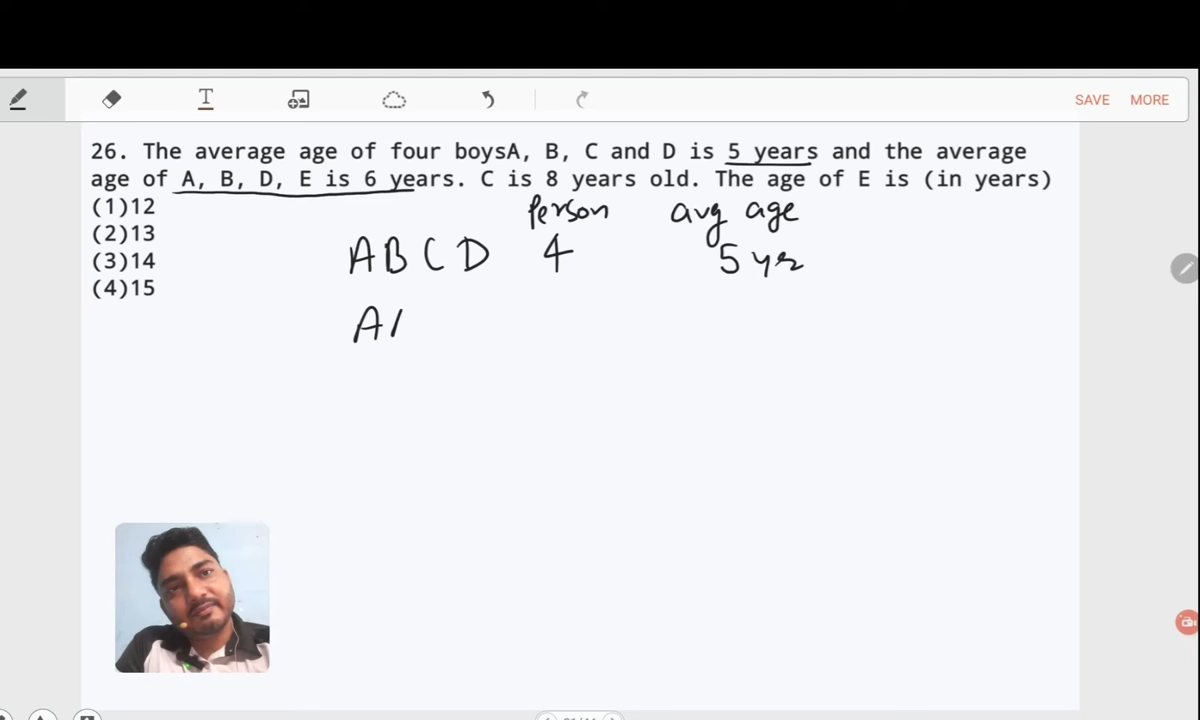 T SAVE MORE
26. The average age of four boysA, B, C and D is 5 years and the average
age of A, B, D, E is 6 years. C is 8 years old. The age of E is (in years)
(1)12
(2)13
(3)14
(4)15
Person avg age
A B C D 4 5 yr
A